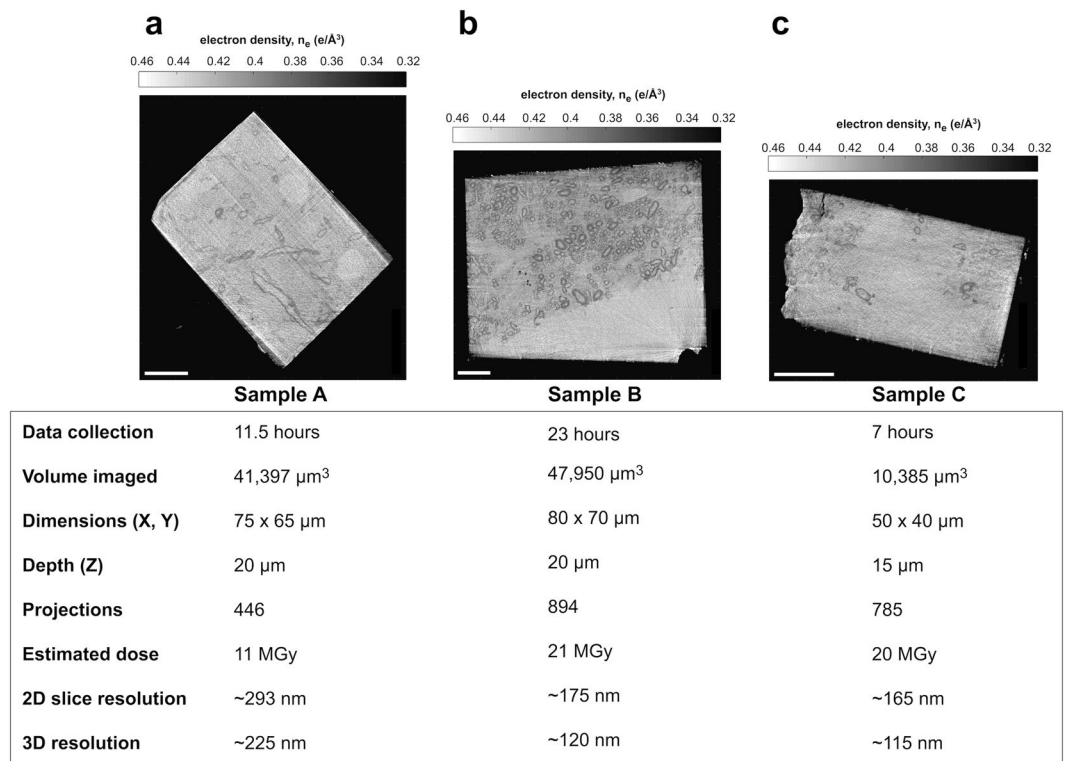 a
electron density, nₑ (e/Å³)
0.46 0.44 0.42 0.4 0.38 0.36 0.34 0.32
b
electron density, nₑ (e/Å³)
0.46 0.44 0.42 0.4 0.38 0.36 0.34 0.32
c
electron density, nₑ (e/Å³)
0.46 0.44 0.42 0.4 0.38 0.36 0.34 0.32
Sample A Sample B Sample C
Data collection 11.5 hours 23 hours 7 hours
Volume imaged 41,397 µm³ 47,950 µm³ 10,385 µm³
Dimensions (X, Y) 75 x 65 µm 80 x 70 µm 50 x 40 µm
Depth (Z) 20 µm 20 µm 15 µm
Projections 446 894 785
Estimated dose 11 MGy 21 MGy 20 MGy
2D slice resolution ~293 nm ~175 nm ~165 nm
3D resolution ~225 nm ~120 nm ~115 nm